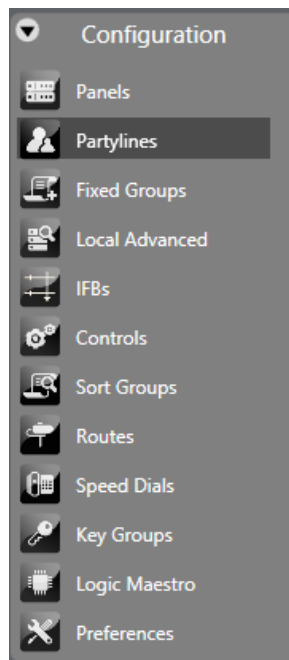 Configuration
Panels
Partylines
Fixed Groups
Local Advanced
IFBs
Controls
Sort Groups
Routes
Speed Dials
Key Groups
Logic Maestro
Preferences